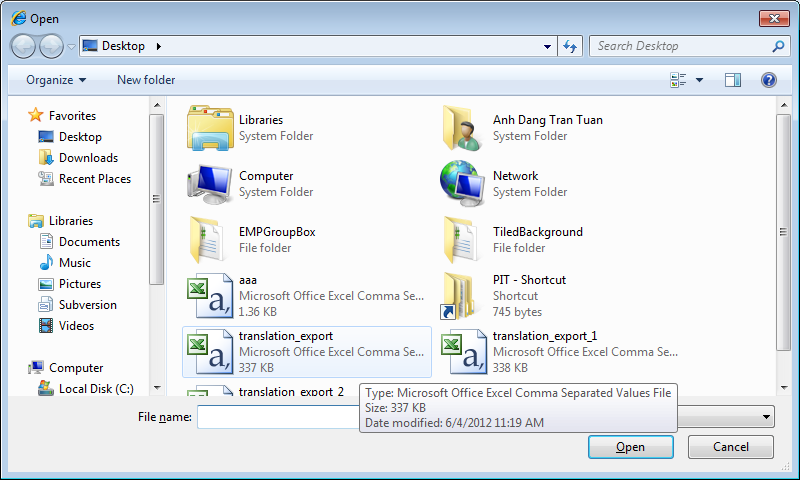 Open
Desktop
Search Desktop
Organize
New folder
Favorites
Desktop
Downloads
Recent Places
Libraries
Documents
Music
Pictures
Subversion
Videos
Computer
Local Disk (C:)
Libraries
System Folder
Anh Dang Tran Tuan
System Folder
Computer
System Folder
Network
System Folder
EMPGroupBox
File folder
TiledBackground
File folder
aaa
Microsoft Office Excel Comma Se...
1.36 KB
PIT - Shortcut
Shortcut
745 bytes
translation_export
Microsoft Office Excel Comma Se...
337 KB
translation_export_1
Microsoft Office Excel Comma Se...
338 KB
translation_export_2
Type: Microsoft Office Excel Comma Separated Values File
Size: 337 KB
Date modified: 6/4/2012 11:19 AM
File name:
Open
Cancel